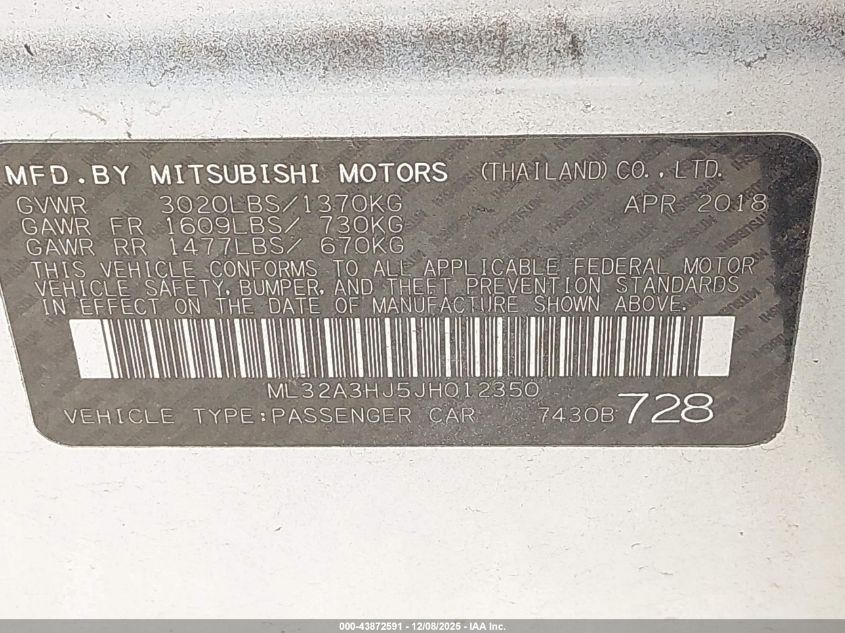 MFD.BY MITSUBISHI MOTORS (THAILAND) CO., LTD.
GVWR 3020LBS/1370KG APR 2018
GAWR FR 1609LBS/ 730KG
GAWR RR 1477LBS/ 670KG
THIS VEHICLE CONFORMS TO ALL APPLICABLE FEDERAL MOTOR
VEHICLE SAFETY, BUMPER, AND THEFT PREVENTION STANDARDS
IN EFFECT ON THE DATE OF MANUFACTURE SHOWN ABOVE.
ML32A3HJ5JH012350
VEHICLE TYPE:PASSENGER CAR 7430B 728
000-43872591 - 12/08/2025 - IAA Inc.